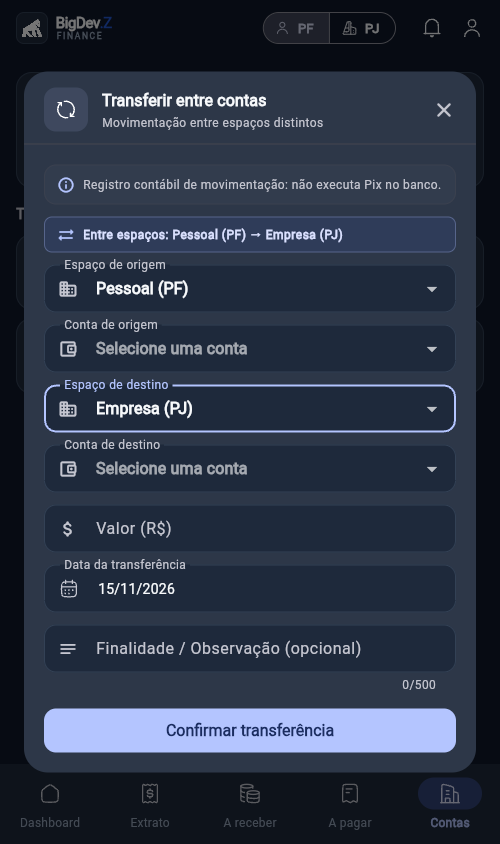 BigDev.Z
FINANCE
PF
PJ
Transferir entre contas
Movimentação entre espaços distintos
Registro contábil de movimentação: não executa Pix no banco.
Entre espaços: Pessoal (PF) → Empresa (PJ)
Espaço de origem
Pessoal (PF)
Conta de origem
Selecione uma conta
Espaço de destino
Empresa (PJ)
Conta de destino
Selecione uma conta
Valor (R$)
Data da transferência
15/11/2026
Finalidade / Observação (opcional)
0/500
Confirmar transferência
Dashboard
Extrato
A receber
A pagar
Contas